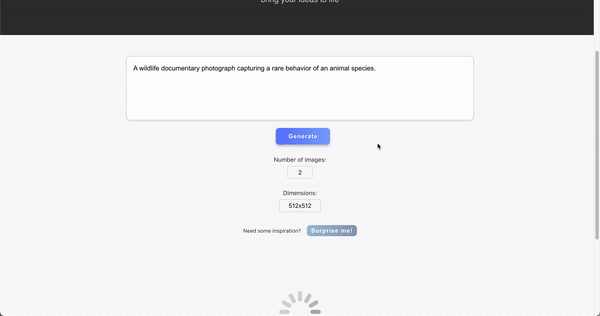 bring your ideas to life
A wildlife documentary photograph capturing a rare behavior of an animal species.
Generate
Number of images:
2
Dimensions:
512x512
Need some inspiration? Surprise me!